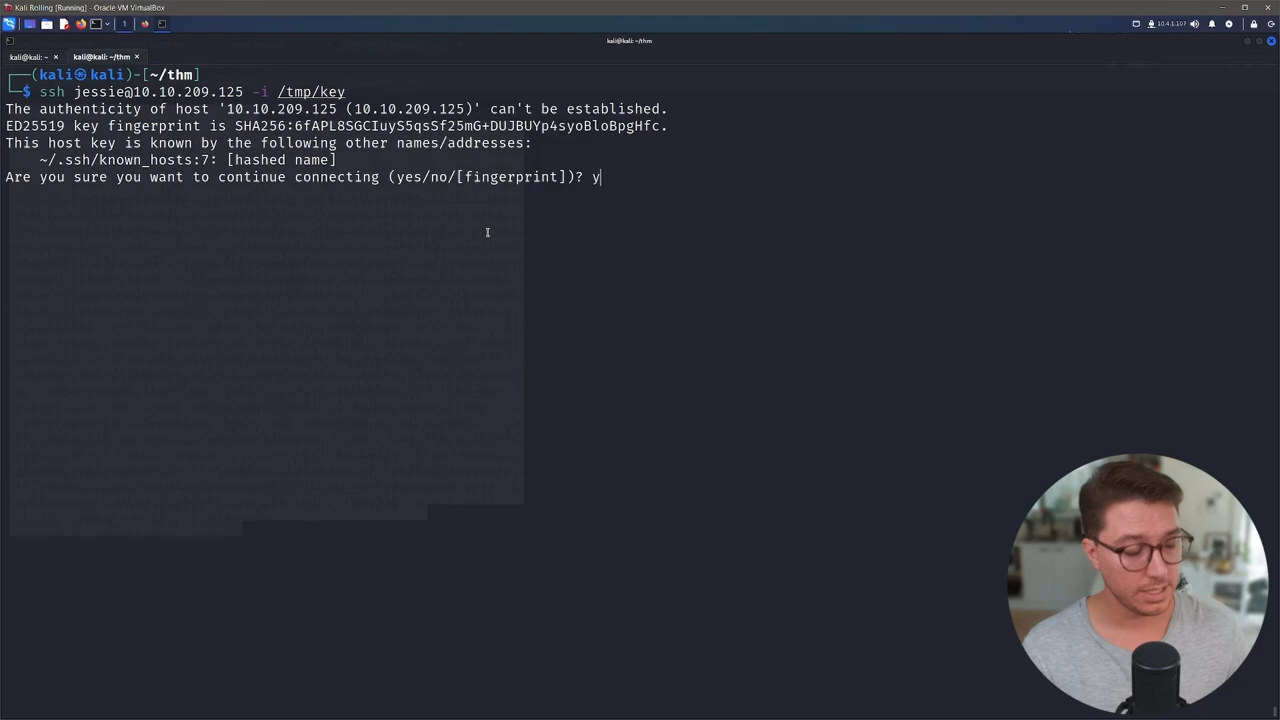 Kali Rolling [Running] - Oracle VM VirtualBox
1
10.4.1.107
kali@kali: ~/thm
kali@kali: ~ × kali@kali: ~/thm ×
┌──(kali㉿kali)-[~/thm]
└─$ ssh jessie@10.10.209.125 -i /tmp/key
The authenticity of host '10.10.209.125 (10.10.209.125)' can't be established.
ED25519 key fingerprint is SHA256:6fAPL8SGCIuyS5qsSf25mG+DUJBUYp4syoBloBpgHfc.
This host key is known by the following other names/addresses:
~/.ssh/known_hosts:7: [hashed name]
Are you sure you want to continue connecting (yes/no/[fingerprint])? y